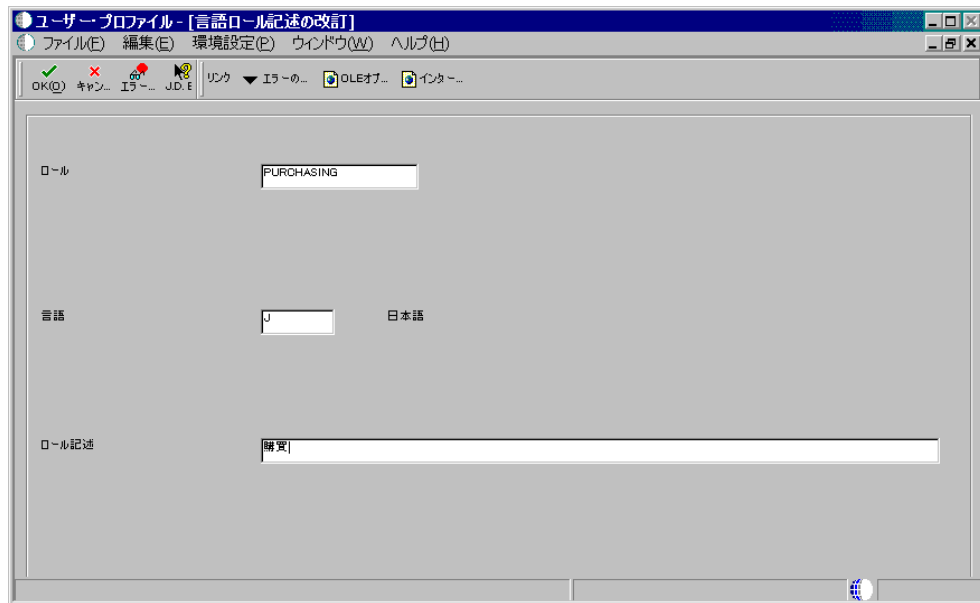 ユーザー・プロファイル - [言語ロール記述の改訂]
ファイル(F) 編集(E) 環境設定(P) ウィンドウ(W) ヘルプ(H)
OK(O) キャン... エラー... J.D. E リンク エラーの... OLEオブ... インター...
ロール PURCHASING
言語 J 日本語
ロール記述 購買